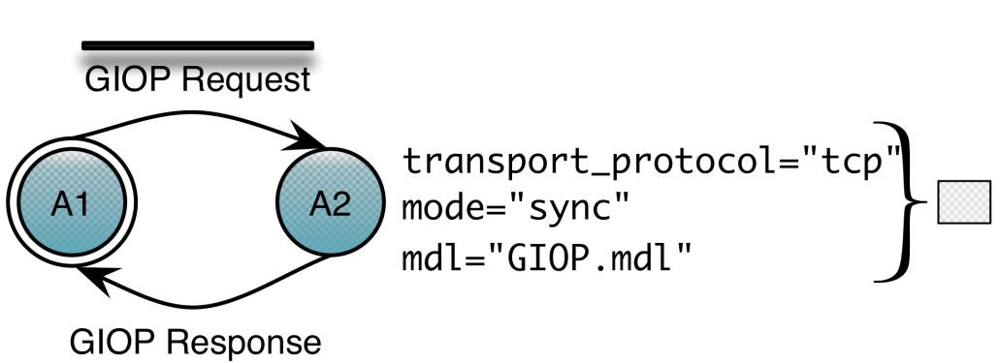 GIOP Request
A1
A2
transport_protocol="tcp"
mode="sync"
mdl="GIOP.mdl"
GIOP Response